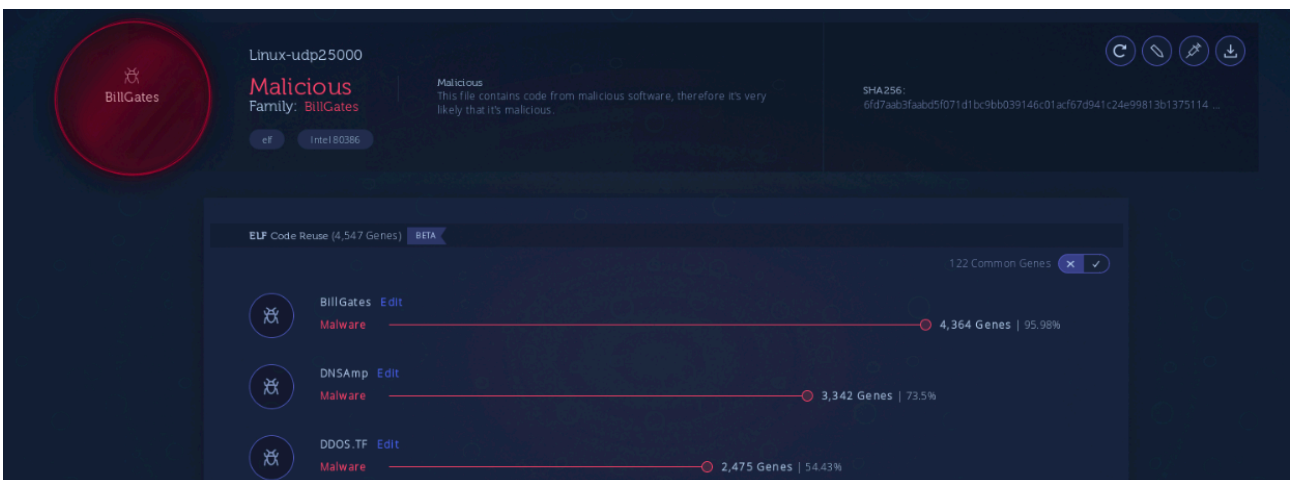 BillGates
Linux-udp25000
Malicious
Family: BillGates
elf
Intel 80386
Malicious
This file contains code from malicious software, therefore it's very
likely that it's malicious.
SHA256:
6fd7aab3faabd5f071d1bc9bb039146c01acf67d941c24e99813b1375114 ...
ELF Code Reuse (4,547 Genes) BETA
122 Common Genes
BillGates Edit
Malware 4,364 Genes | 95.98%
DNSAmp Edit
Malware 3,342 Genes | 73.5%
DDOS.TF Edit
Malware 2,475 Genes | 54.43%